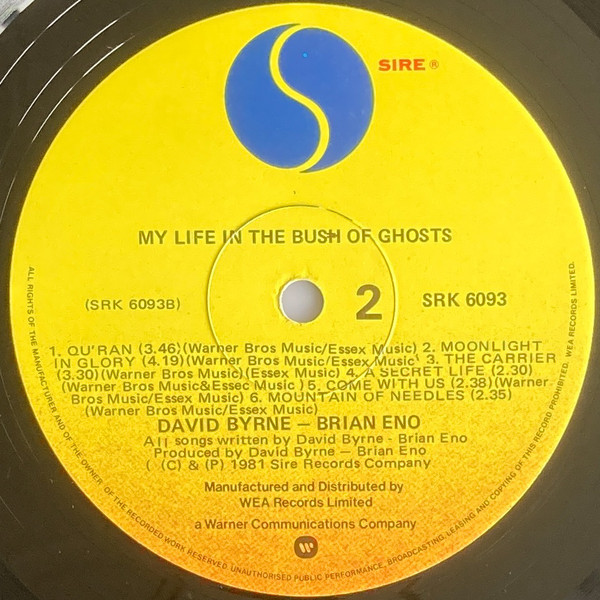 SIRE ®
MY LIFE IN THE BUSH OF GHOSTS
(SRK 6093B)
2
SRK 6093
1. QU'RAN (3.46) (Warner Bros Music/Essex Music) 2. MOONLIGHT
IN GLORY (4.19) (Warner Bros Music/Essex Music) 3. THE CARRIER
(3.30) (Warner Bros Music) (Essex Music) 4. A SECRET LIFE (2.30)
(Warner Bros Music&Essec Music ) 5. COME WITH US (2.38) (Warner
Bros Music/Essex Music) 6. MOUNTAIN OF NEEDLES (2.35)
(Warner Bros Music/Essex Music)
DAVID BYRNE — BRIAN ENO
All songs written by David Byrne - Brian Eno
Produced by David Byrne — Brian Eno
( (C) & (P) 1981 Sire Records Company
Manufactured and Distributed by
WEA Records Limited
a Warner Communications Company
ALL RIGHTS OF THE MANUFACTURER AND OF THE OWNER OF THE RECORDED WORK RESERVED. UNAUTHORISED PUBLIC PERFORMANCE, BROADCASTING, LEASING AND COPYING OF THIS RECORD PROHIBITED. WEA RECORDS LIMITED.